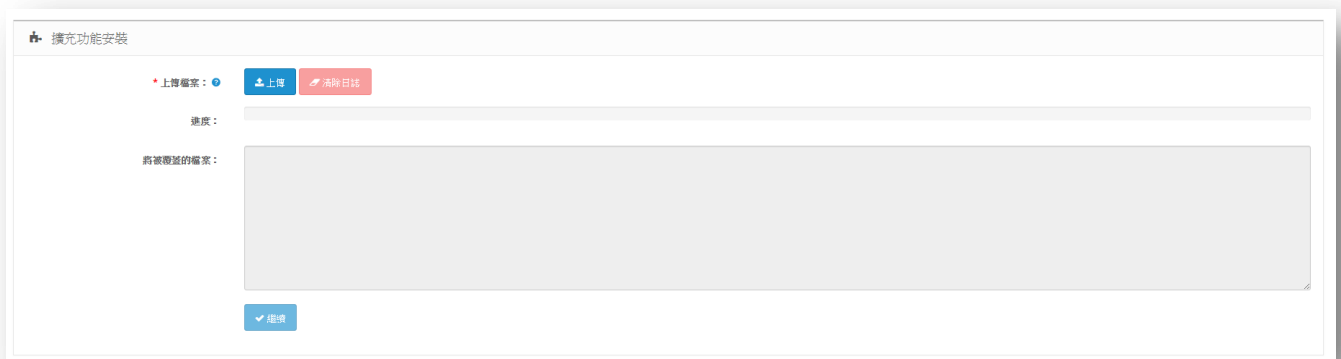 擴充功能安裝
* 上傳檔案：
上傳 清除日誌
進度：
將被覆蓋的檔案：
繼續